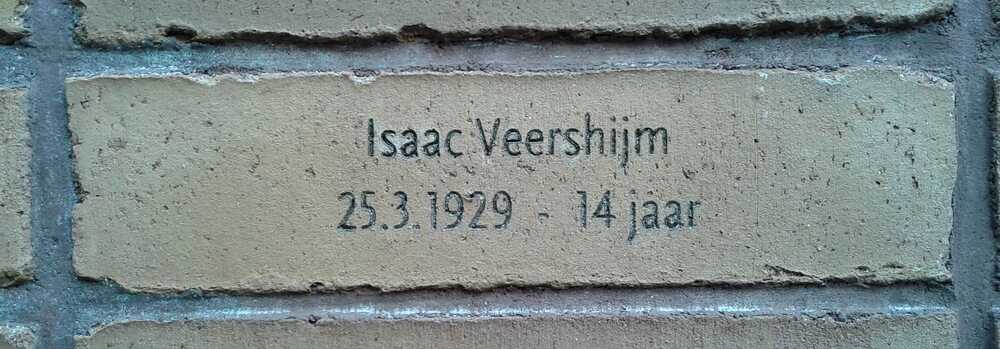 Isaac Veershijm
25.3.1929 - 14 jaar